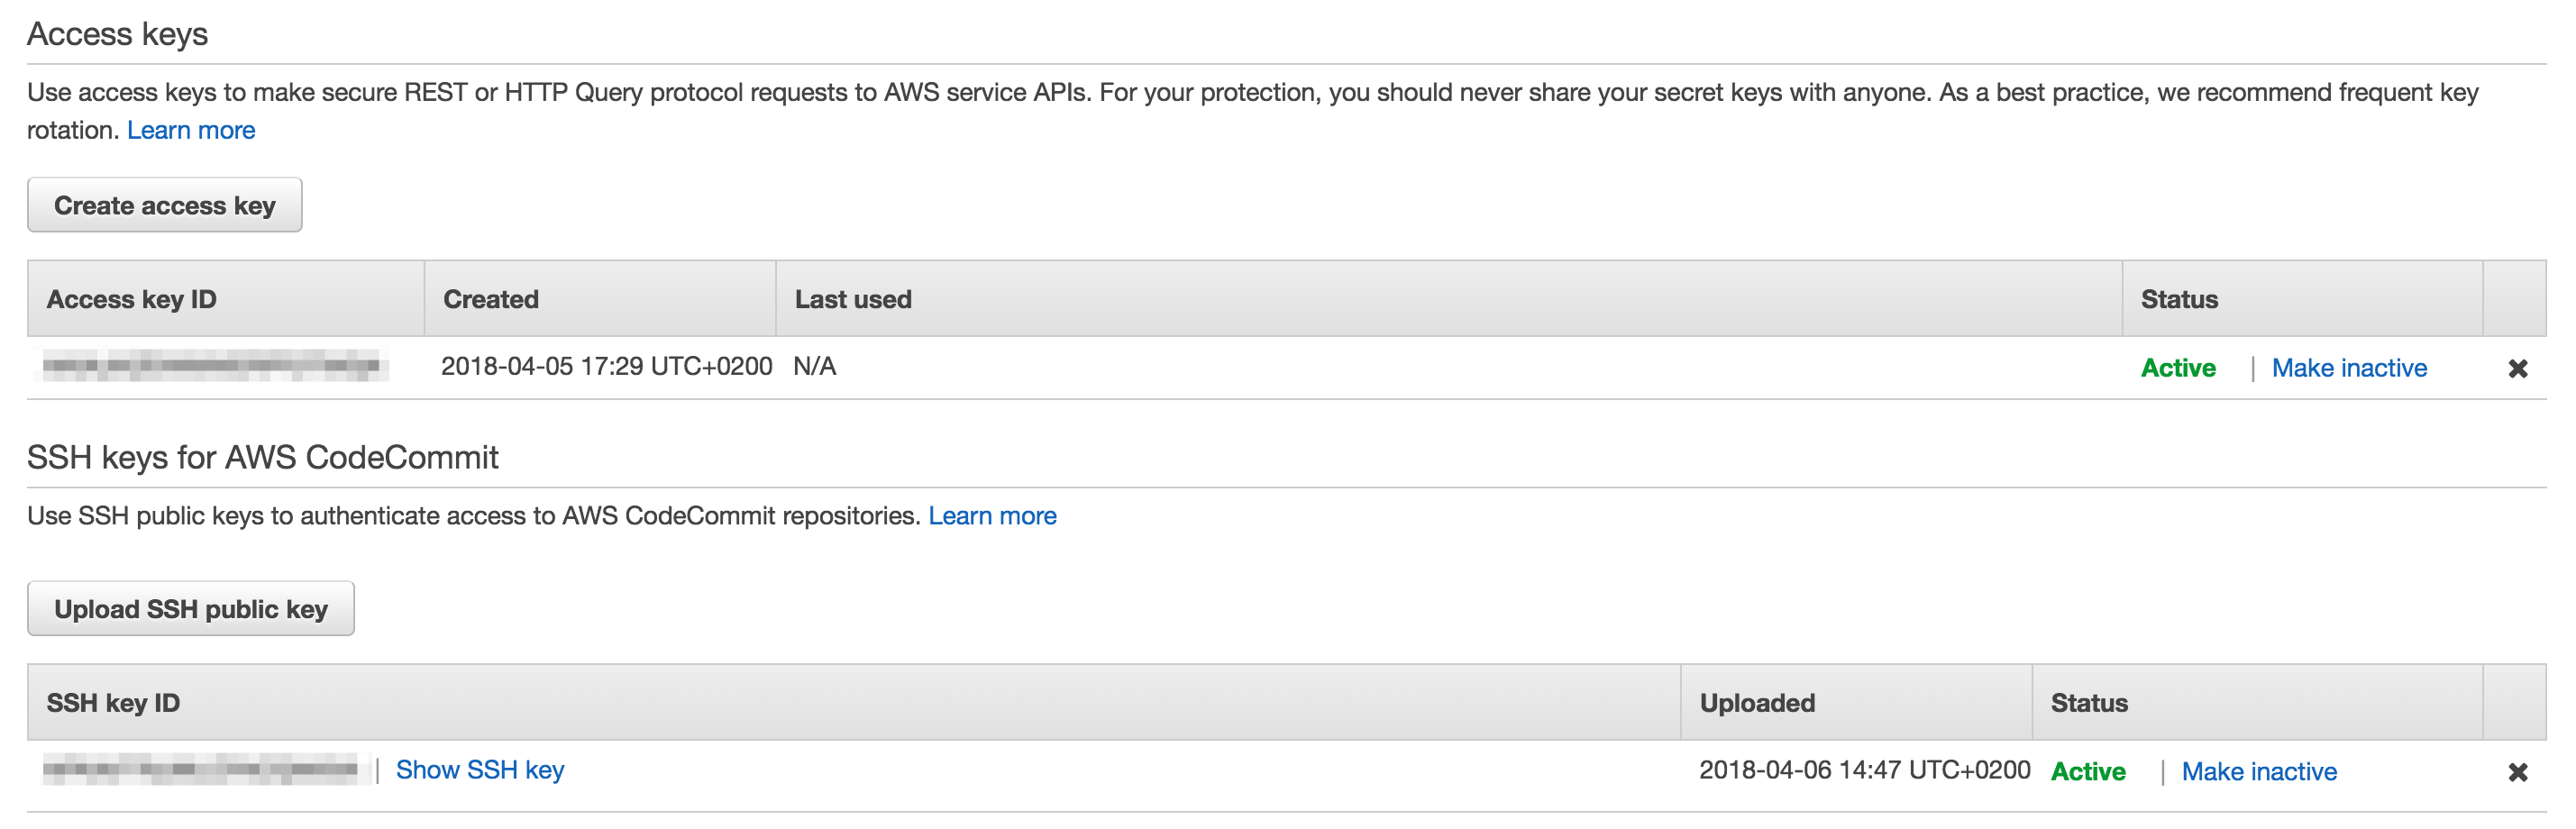 Access keys
Use access keys to make secure REST or HTTP Query protocol requests to AWS service APIs. For your protection, you should never share your secret keys with anyone. As a best practice, we recommend frequent key
rotation. Learn more
Create access key
Access key ID Created Last used Status
2018-04-05 17:29 UTC+0200 N/A Active | Make inactive ✖
SSH keys for AWS CodeCommit
Use SSH public keys to authenticate access to AWS CodeCommit repositories. Learn more
Upload SSH public key
SSH key ID Uploaded Status
| Show SSH key 2018-04-06 14:47 UTC+0200 Active | Make inactive ✖